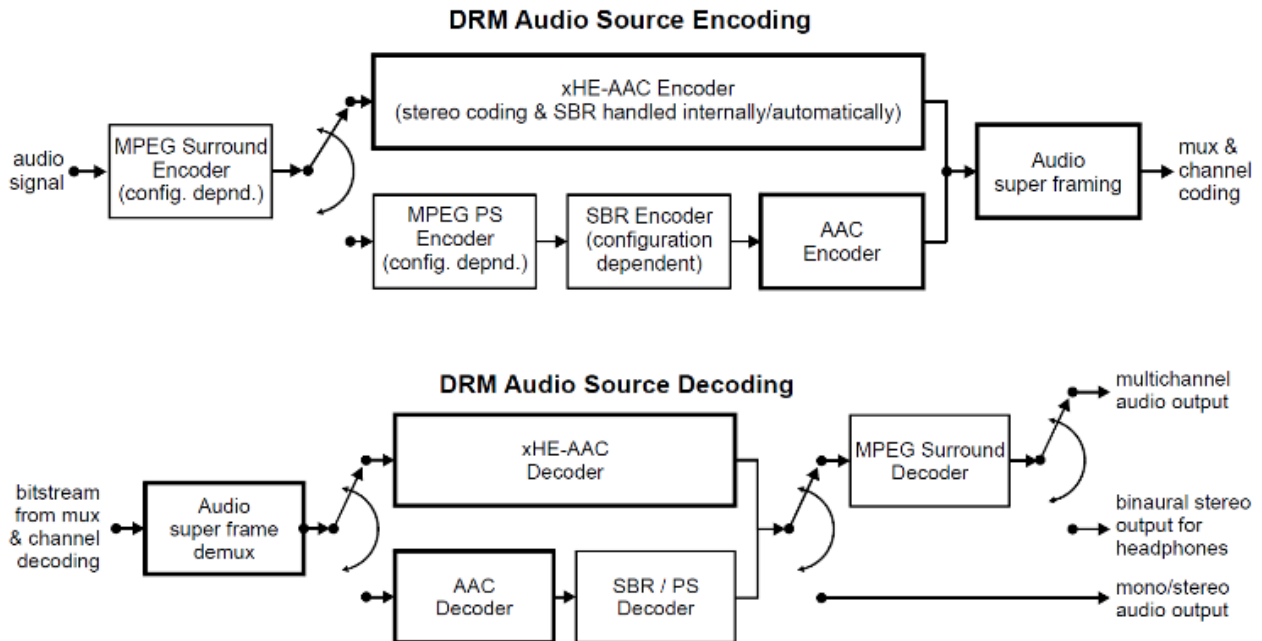 DRM Audio Source Encoding
xHE-AAC Encoder
(stereo coding & SBR handled internally/automatically)
audio
signal
MPEG Surround
Encoder
(config. depnd.)
MPEG PS
Encoder
(config. depnd.)
SBR Encoder
(configuration
dependent)
AAC
Encoder
Audio
super framing
mux &
channel
coding
DRM Audio Source Decoding
bitstream
from mux
& channel
decoding
Audio
super frame
demux
xHE-AAC
Decoder
AAC
Decoder
SBR / PS
Decoder
MPEG Surround
Decoder
multichannel
audio output
binaural stereo
output for
headphones
mono/stereo
audio output